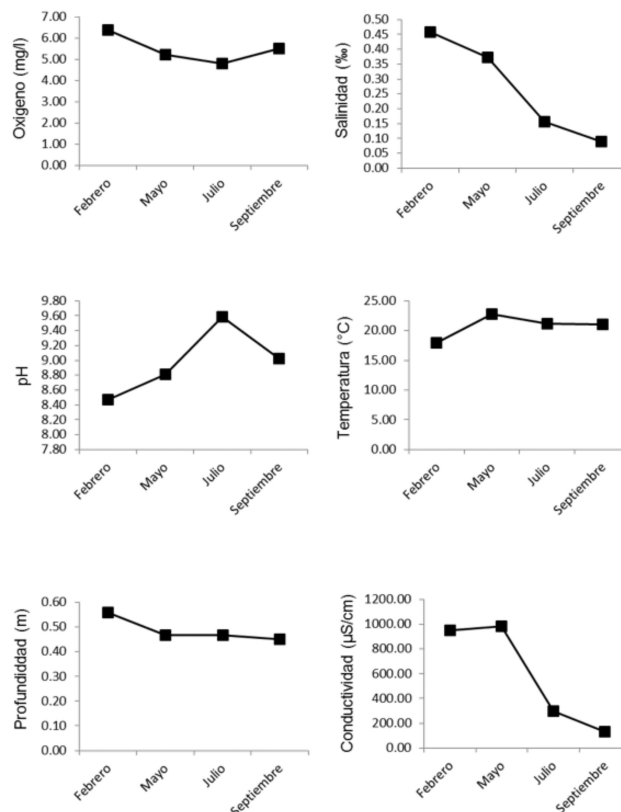 Oxigeno (mg/l)
7.00
6.00
5.00
4.00
3.00
2.00
1.00
0.00
Febrero
Mayo
Julio
Septiembre
Salinidad (‰)
0.50
0.45
0.40
0.35
0.30
0.25
0.20
0.15
0.10
0.05
0.00
Febrero
Mayo
Julio
Septiembre
pH
9.80
9.60
9.40
9.20
9.00
8.80
8.60
8.40
8.20
8.00
7.80
Febrero
Mayo
Julio
Septiembre
Temperatura (°C)
25.00
20.00
15.00
10.00
5.00
0.00
Febrero
Mayo
Julio
Septiembre
Profundiddad (m)
0.60
0.50
0.40
0.30
0.20
0.10
0.00
Febrero
Mayo
Julio
Septiembre
Conductividad (µS/cm)
1200.00
1000.00
800.00
600.00
400.00
200.00
0.00
Febrero
Mayo
Julio
Septiembre